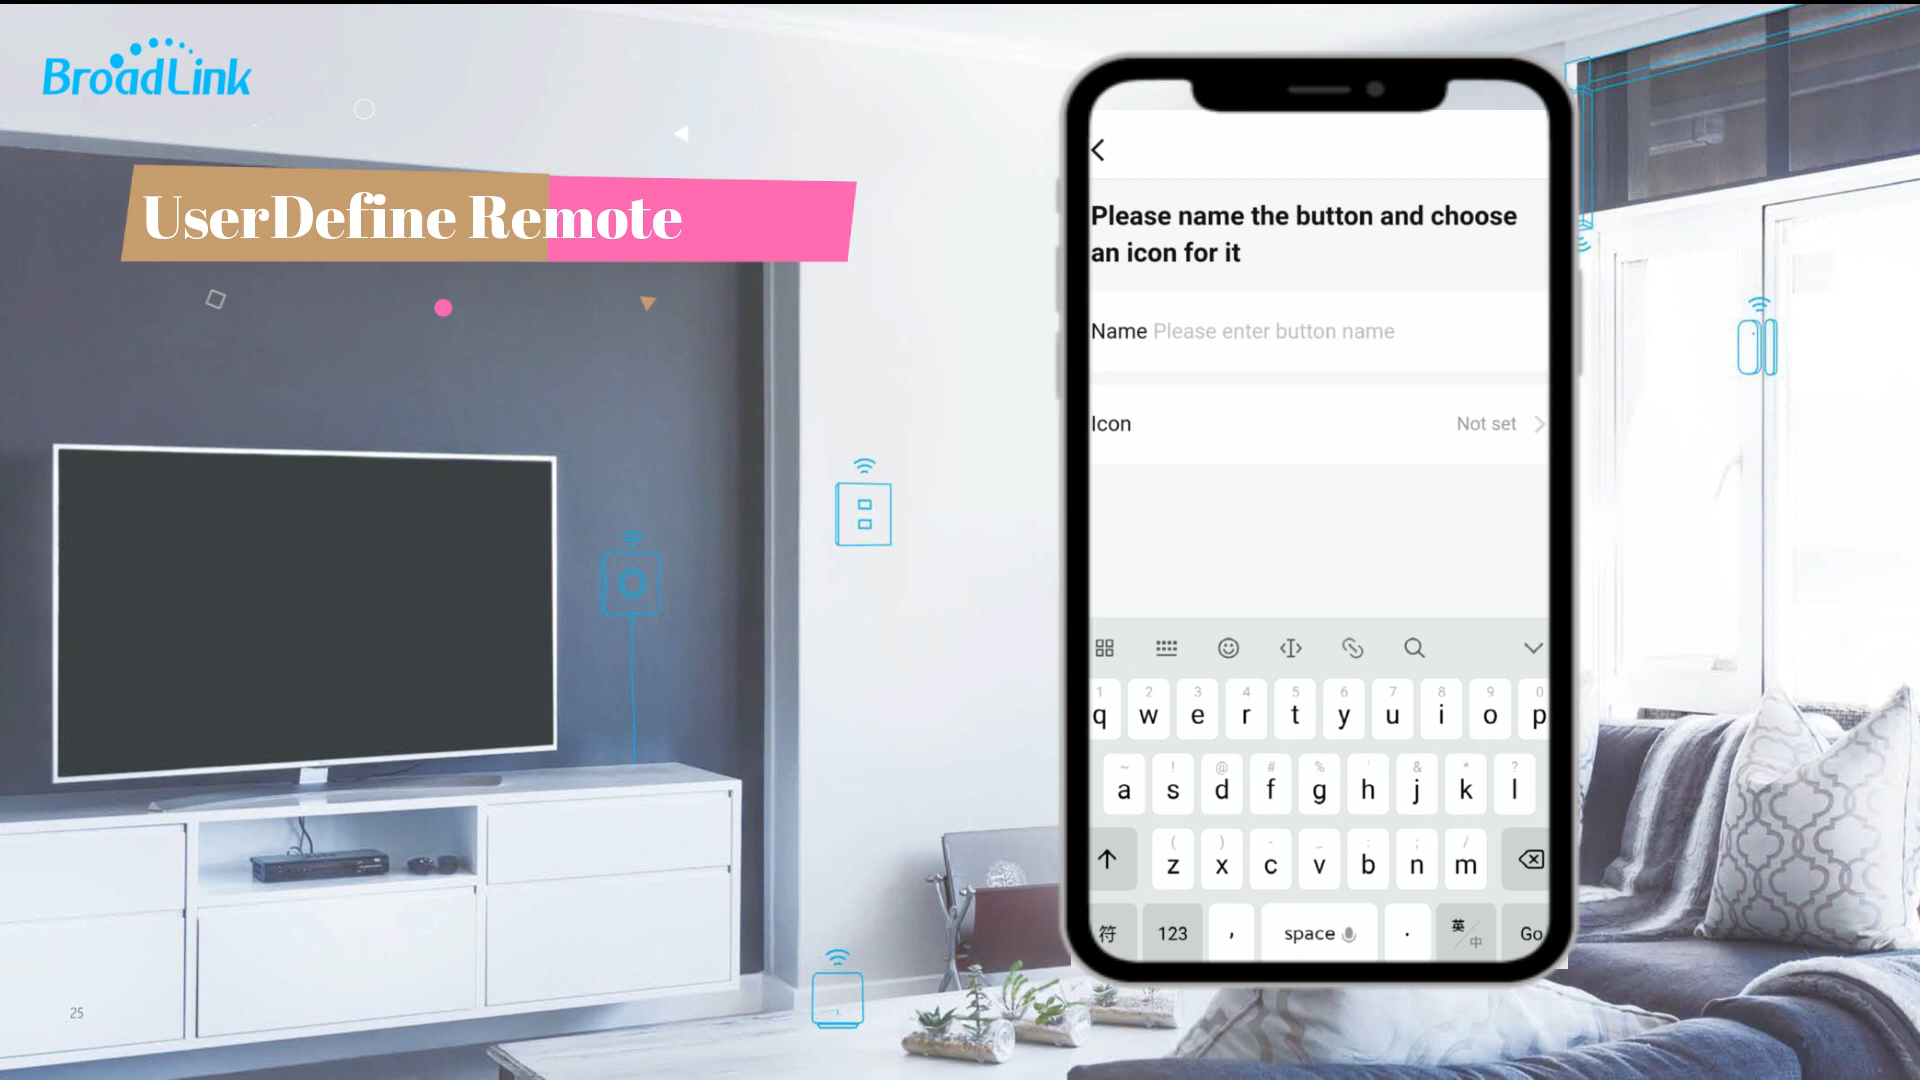 BroadLink
UserDefine Remote
Please name the button and choose
an icon for it
Name Please enter button name
Icon Not set
1 2 3 4 5 6 7 8 9 0
q w e r t y u i o p
~ ! @ # % ' & * ?
a s d f g h j k l
( ) - _ : ; /
z x c v b n m
符 123 , space . 英/中 Go
25